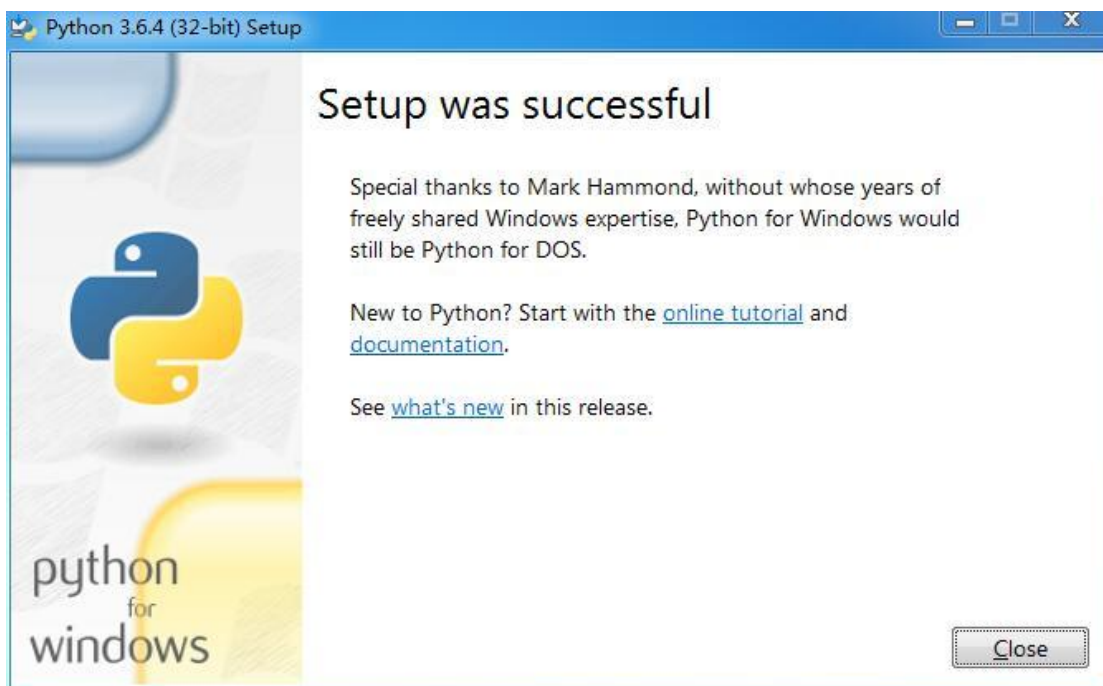 Python 3.6.4 (32-bit) Setup
Setup was successful
Special thanks to Mark Hammond, without whose years of
freely shared Windows expertise, Python for Windows would
still be Python for DOS.
New to Python? Start with the online tutorial and
documentation.
See what's new in this release.
python
for
windows
Close